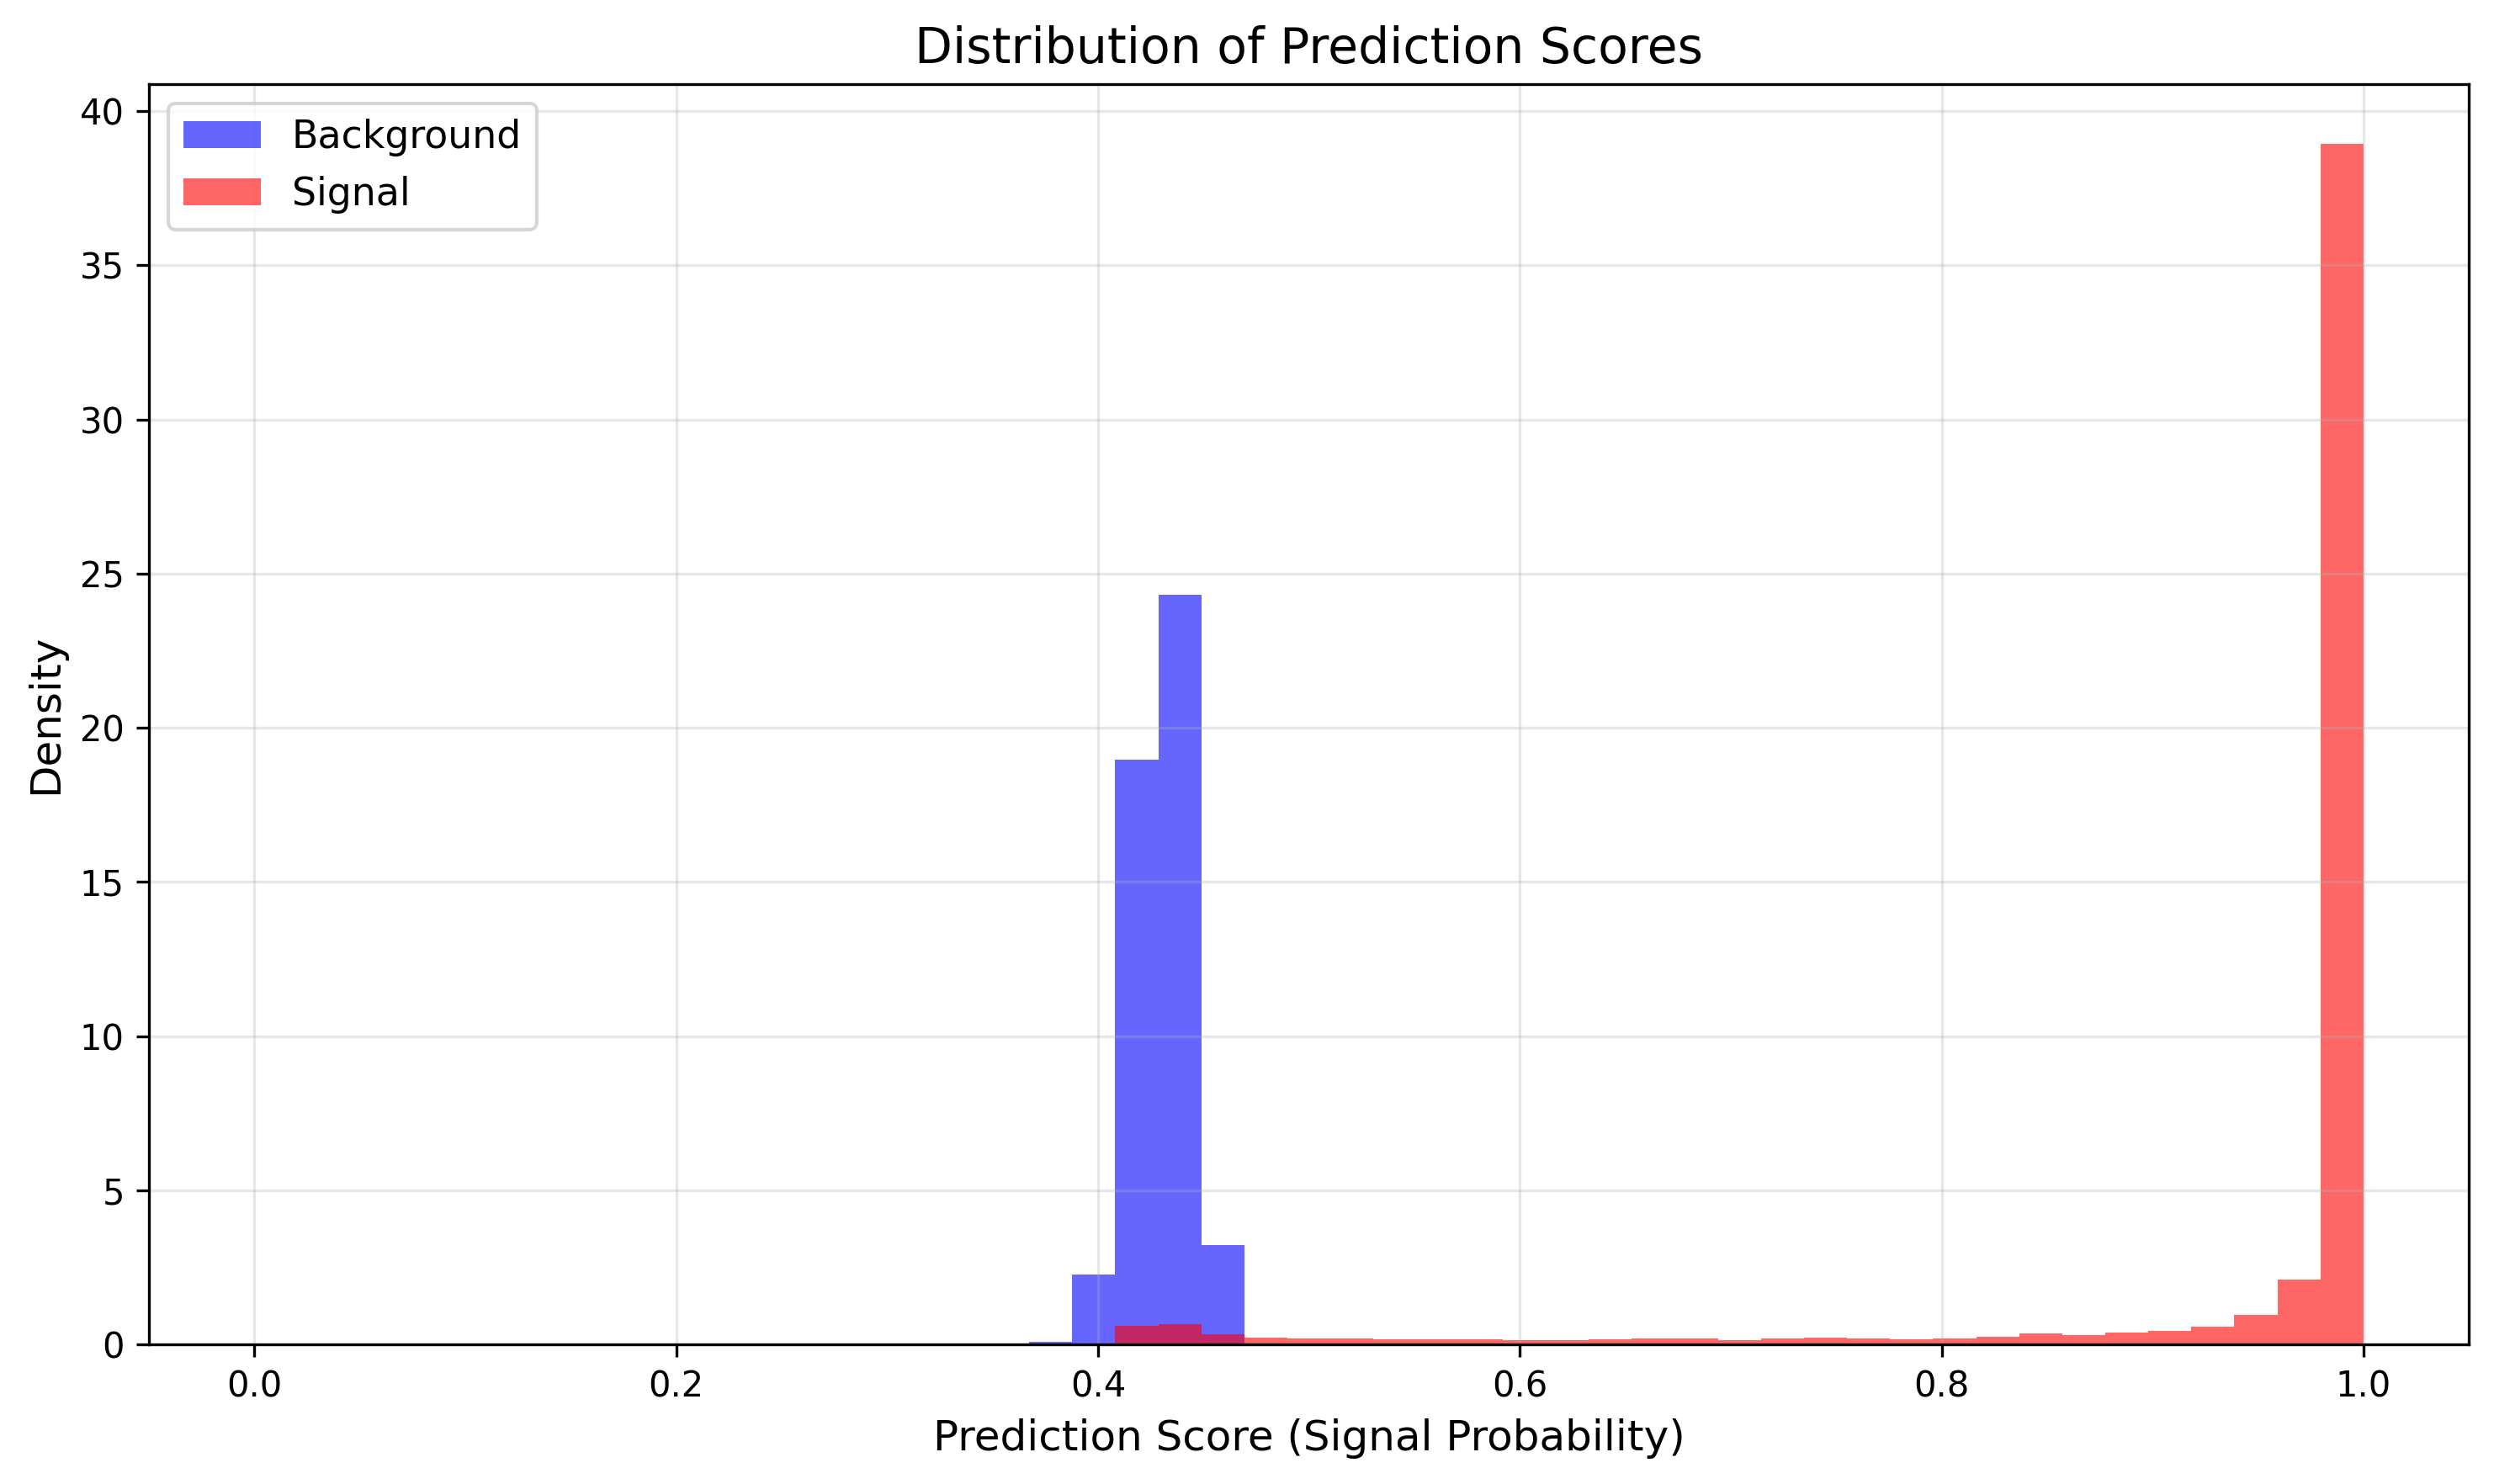 Distribution of Prediction Scores
Background
Signal
40
35
30
25
20
15
10
5
0
Density
0.0 0.2 0.4 0.6 0.8 1.0
Prediction Score (Signal Probability)